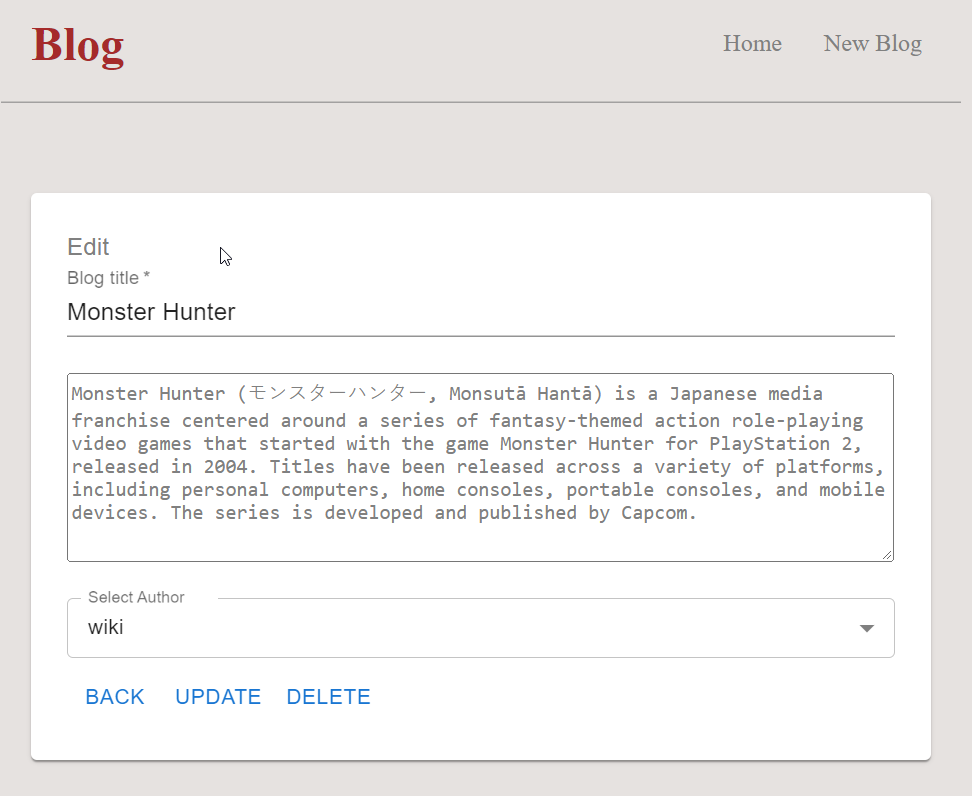 Blog
Home New Blog
Edit
Blog title *
Monster Hunter
Monster Hunter (モンスターハンター, Monsutā Hantā) is a Japanese media
franchise centered around a series of fantasy-themed action role-playing
video games that started with the game Monster Hunter for PlayStation 2,
released in 2004. Titles have been released across a variety of platforms,
including personal computers, home consoles, portable consoles, and mobile
devices. The series is developed and published by Capcom.
Select Author
wiki
BACK UPDATE DELETE